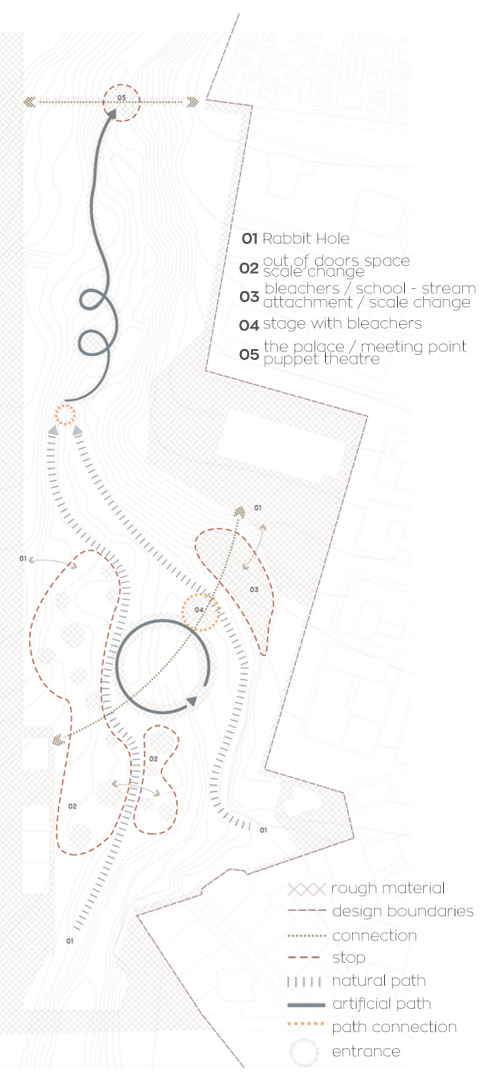 05
01 Rabbit Hole
02 out of doors space
scale change
03 bleachers / school - stream
attachment / scale change
04 stage with bleachers
05 the palace / meeting point
puppet theatre
01
01
03
04
02
02
01
01
rough material
design boundaries
connection
stop
natural path
artificial path
path connection
entrance